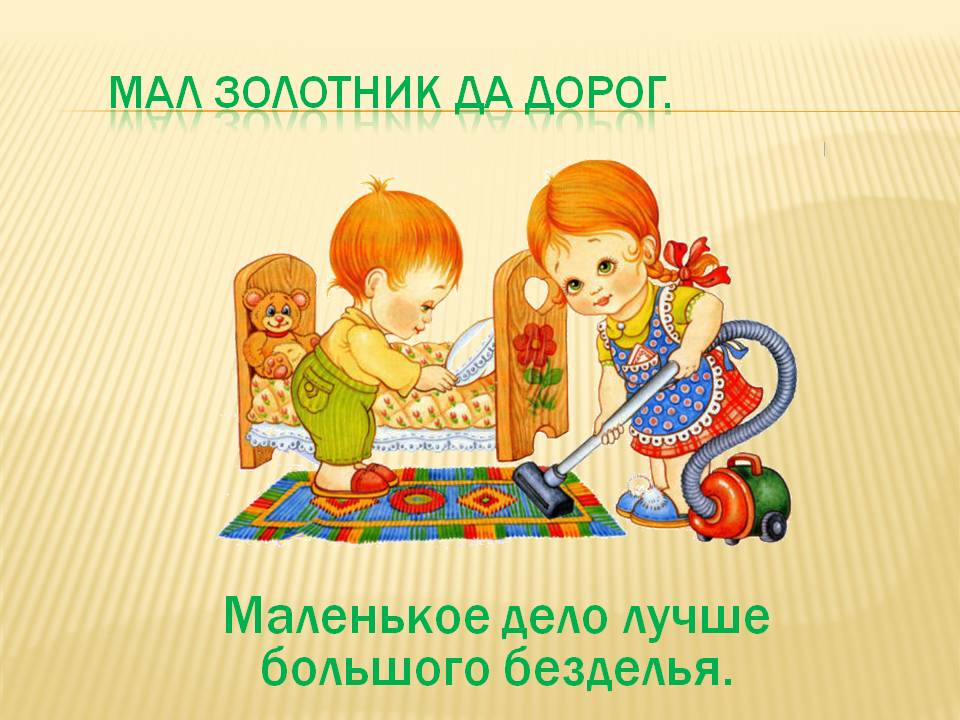 МАЛ ЗОЛОТНИК ДА ДОРОГ.
Маленькое дело лучше
большого безделья.